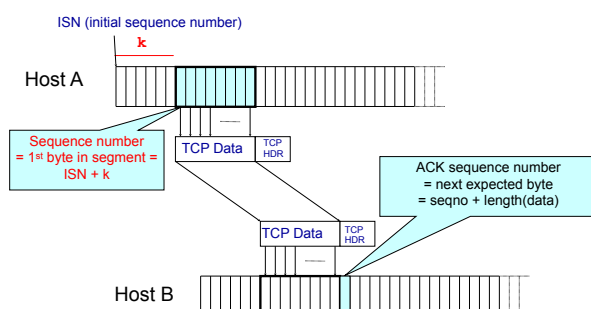 ISN (initial sequence number)
k
Host A
Sequence number
= 1st byte in segment =
ISN + k
TCP Data
TCP
HDR
ACK sequence number
= next expected byte
= seqno + length(data)
TCP Data
TCP
HDR
Host B